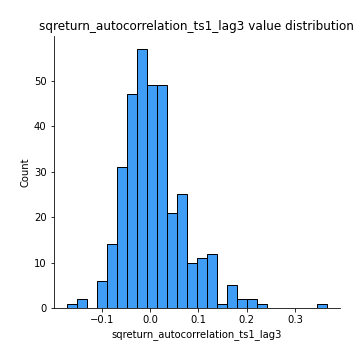 sqreturn_autocorrelation_ts1_lag3 value distribution
50
40
30
20
10
0
Count
−0.1 0.0 0.1 0.2 0.3
sqreturn_autocorrelation_ts1_lag3